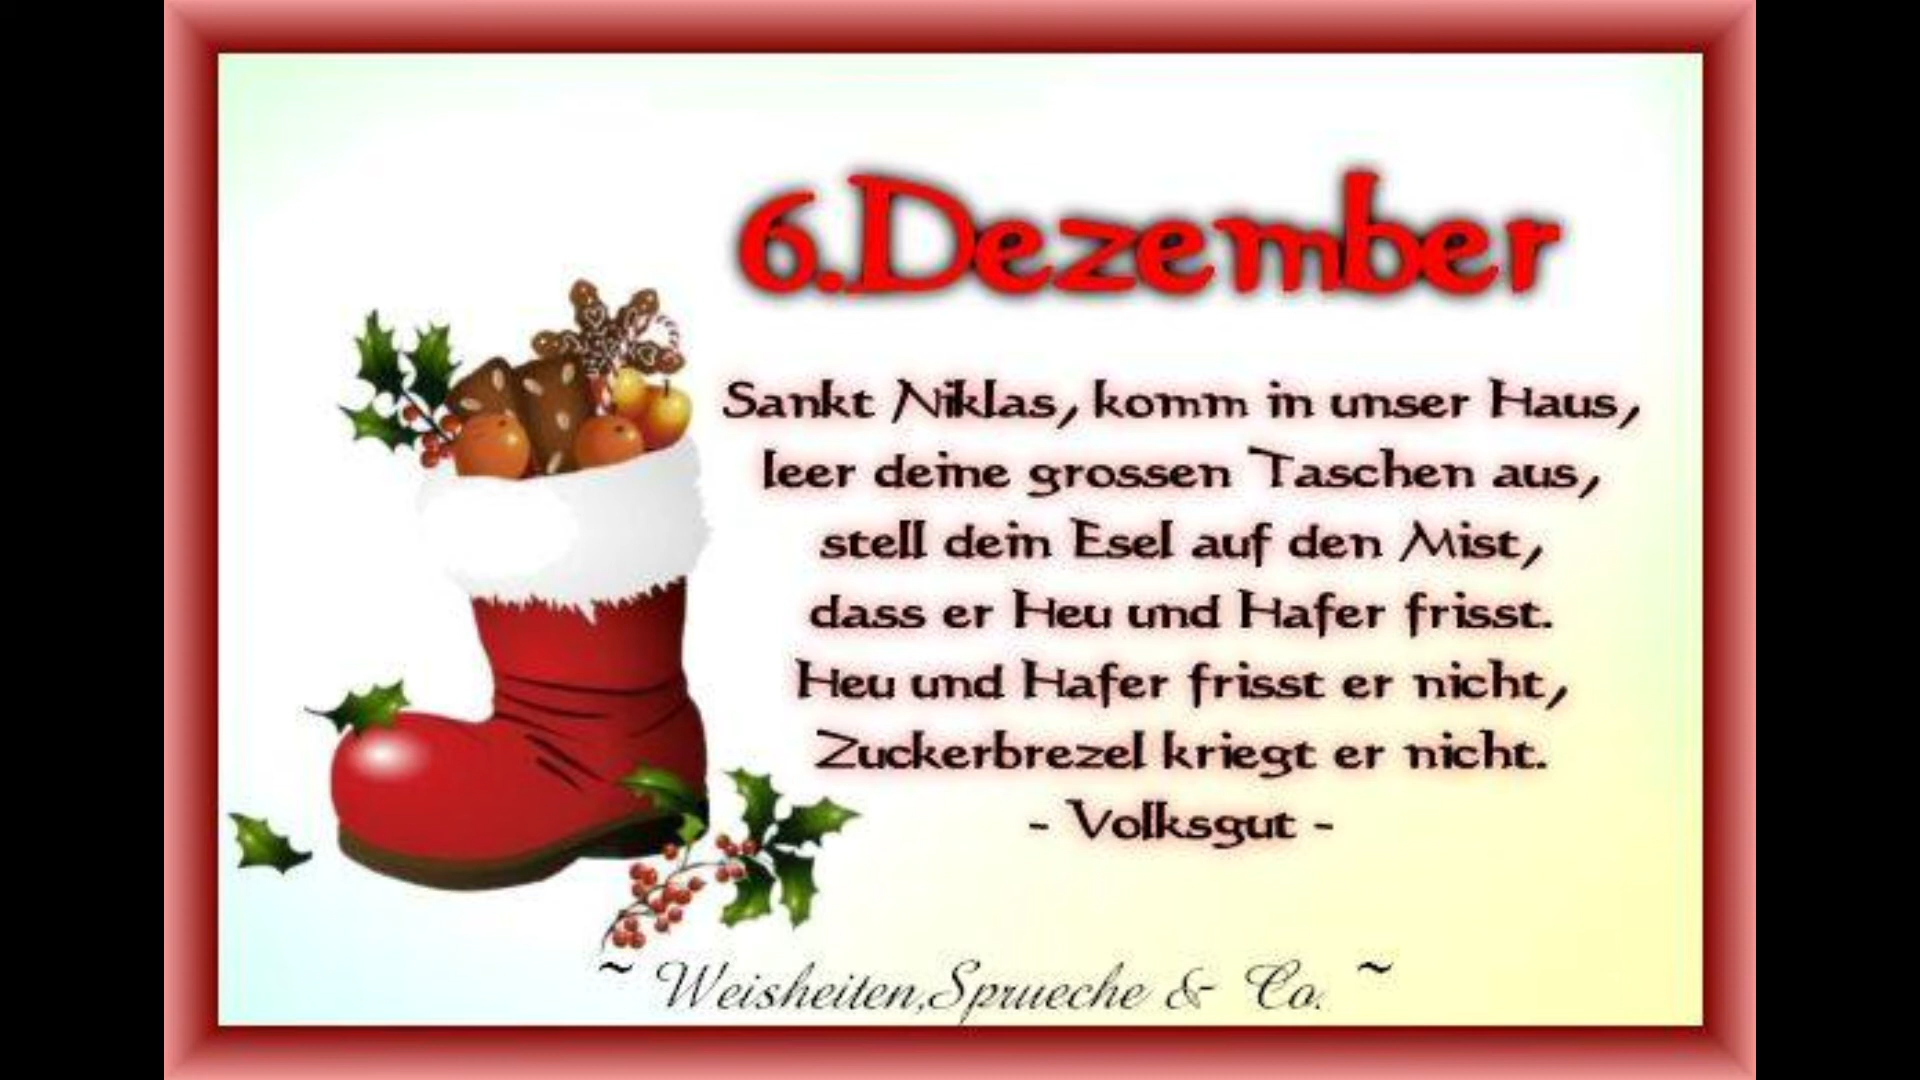 6.Dezember
Sankt Niklas, komm in unser Haus,
leer deine grossen Taschen aus,
stell dein Esel auf den Mist,
dass er Heu und Hafer frisst.
Heu und Hafer frisst er nicht,
Zuckerbrezel kriegt er nicht.
- Volksgut -
~ Weisheiten,Sprueche & Co. ~